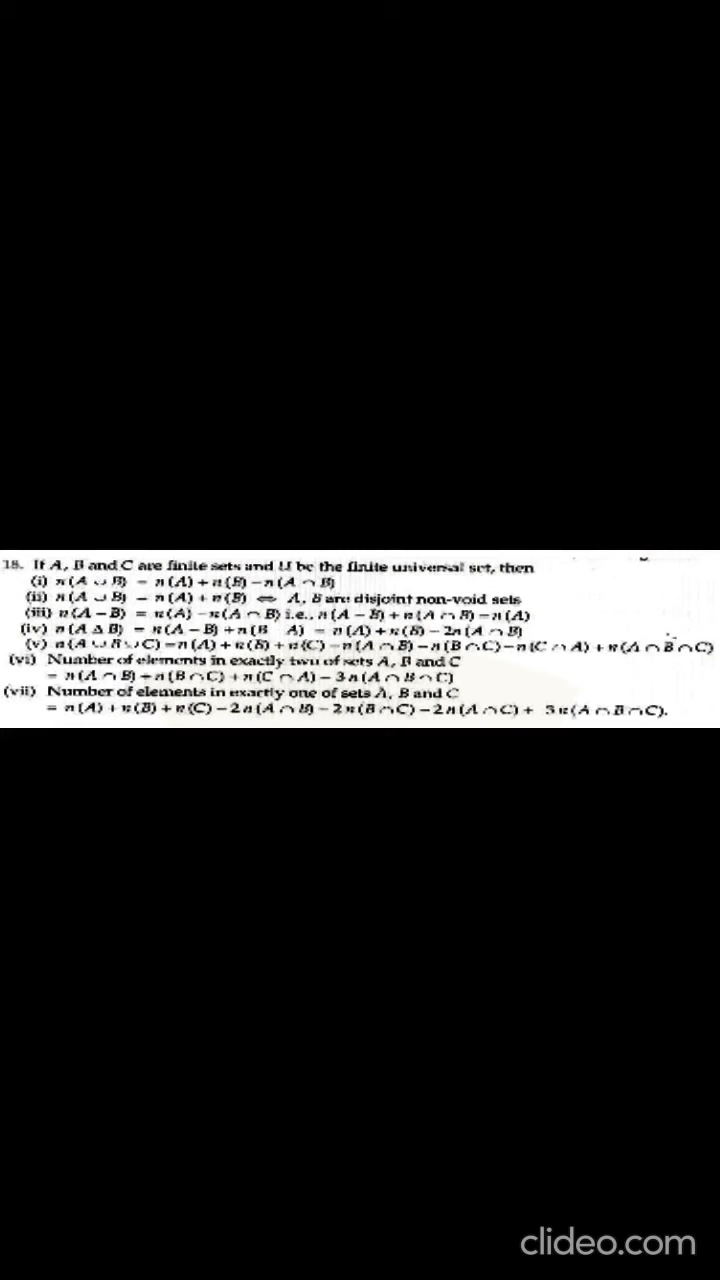 18. If A, B and C are finite sets and U be the finite universal set, then
(i) n (A ∪ B) = n (A) + n (B) – n (A ∩ B)
(ii) n (A ∪ B) = n (A) + n (B) ⇔ A, B are disjoint non-void sets
(iii) n (A – B) = n (A) – n (A ∩ B) i.e., n (A – B) + n (A ∩ B) = n (A)
(iv) n (A Δ B) = n (A – B) + n (B A) = n (A) + n (B) – 2n (A ∩ B)
(v) n (A ∪ B ∪ C) = n (A) + n (B) + n (C) – n (A ∩ B) – n (B ∩ C) – n (C ∩ A) + n (A ∩ B ∩ C)
(vi) Number of elements in exactly two of sets A, B and C
= n (A ∩ B) + n (B ∩ C) + n (C ∩ A) – 3n (A ∩ B ∩ C)
(vii) Number of elements in exactly one of sets A, B and C
= n (A) + n (B) + n (C) – 2n (A ∩ B) – 2n (B ∩ C) – 2n (A ∩ C) + 3n (A ∩ B ∩ C).
clideo.com